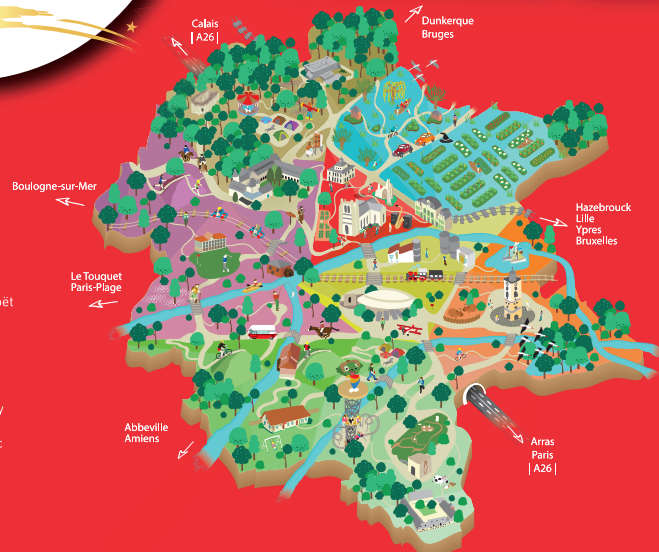 Calais
| A26 |
Dunkerque
Bruges
Boulogne-sur-Mer
Hazebrouck
Lille
Ypres
Bruxelles
Le Touquet
Paris-Plage
Abbeville
Amiens
Arras
Paris
| A26 |